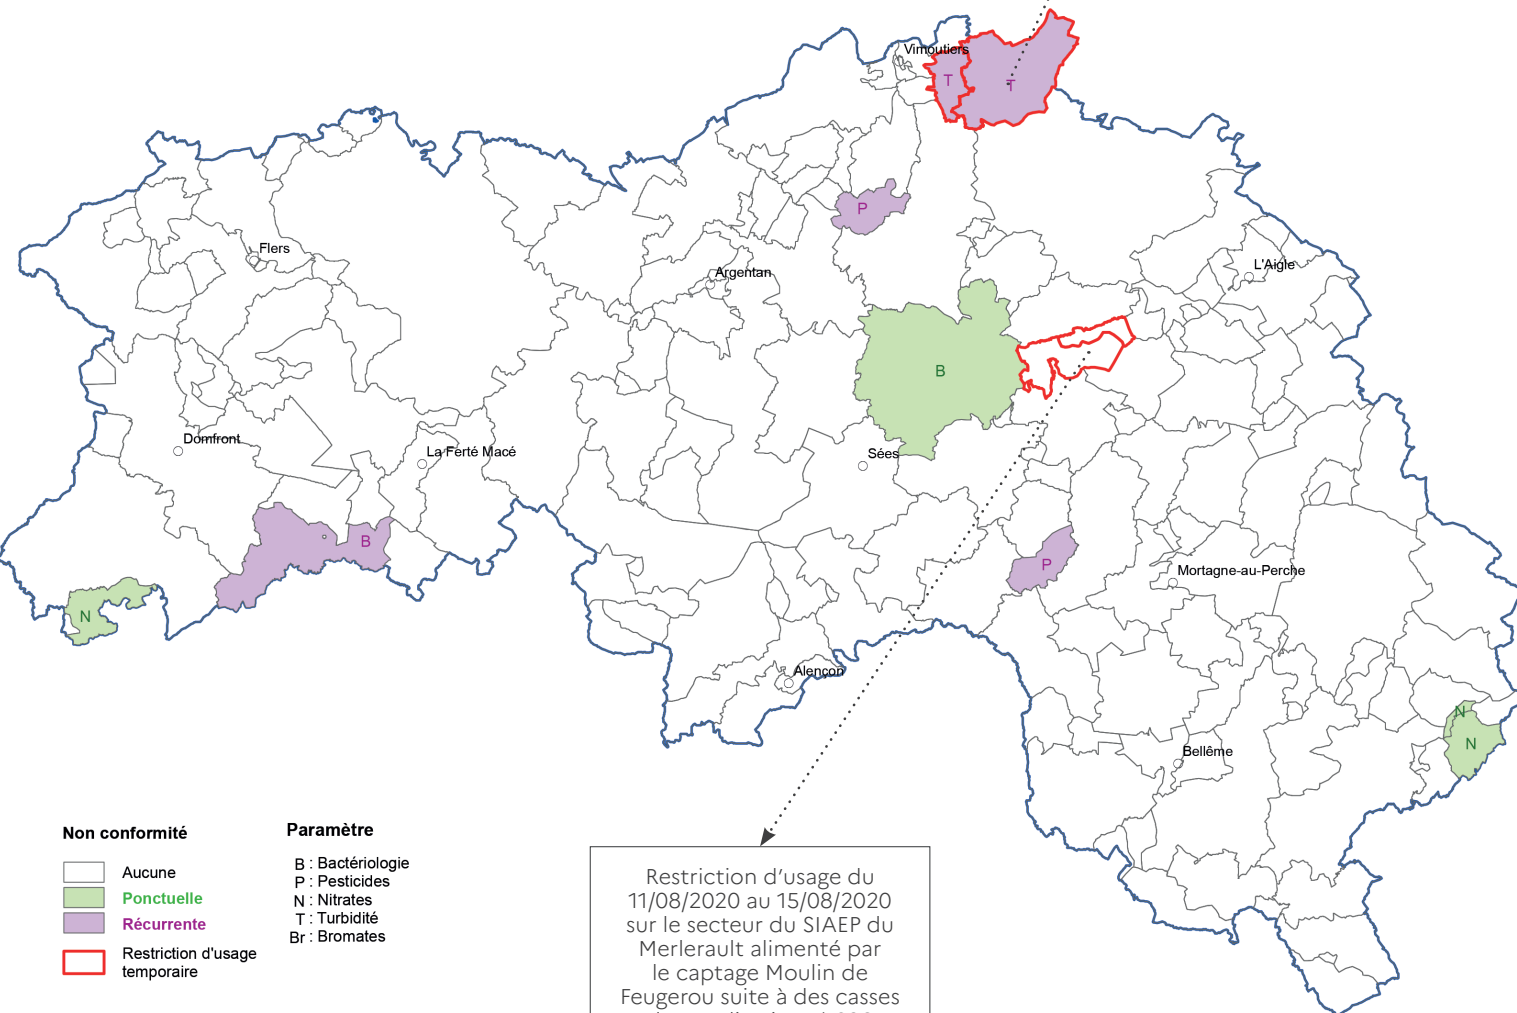 Vimoutiers
T
T
P
Flers
Argentan
L'Aigle
B
Domfront
La Ferté Macé
Sées
B
P
Mortagne-au-Perche
N
Alençon
N
N
Bellême
Non conformité
Aucune
Ponctuelle
Récurrente
Restriction d'usage
temporaire
Paramètre
B : Bactériologie
P : Pesticides
N : Nitrates
T : Turbidité
Br : Bromates
Restriction d’usage du
11/08/2020 au 15/08/2020
sur le secteur du SIAEP du
Merlerault alimenté par
le captage Moulin de
Feugerou suite à des casses